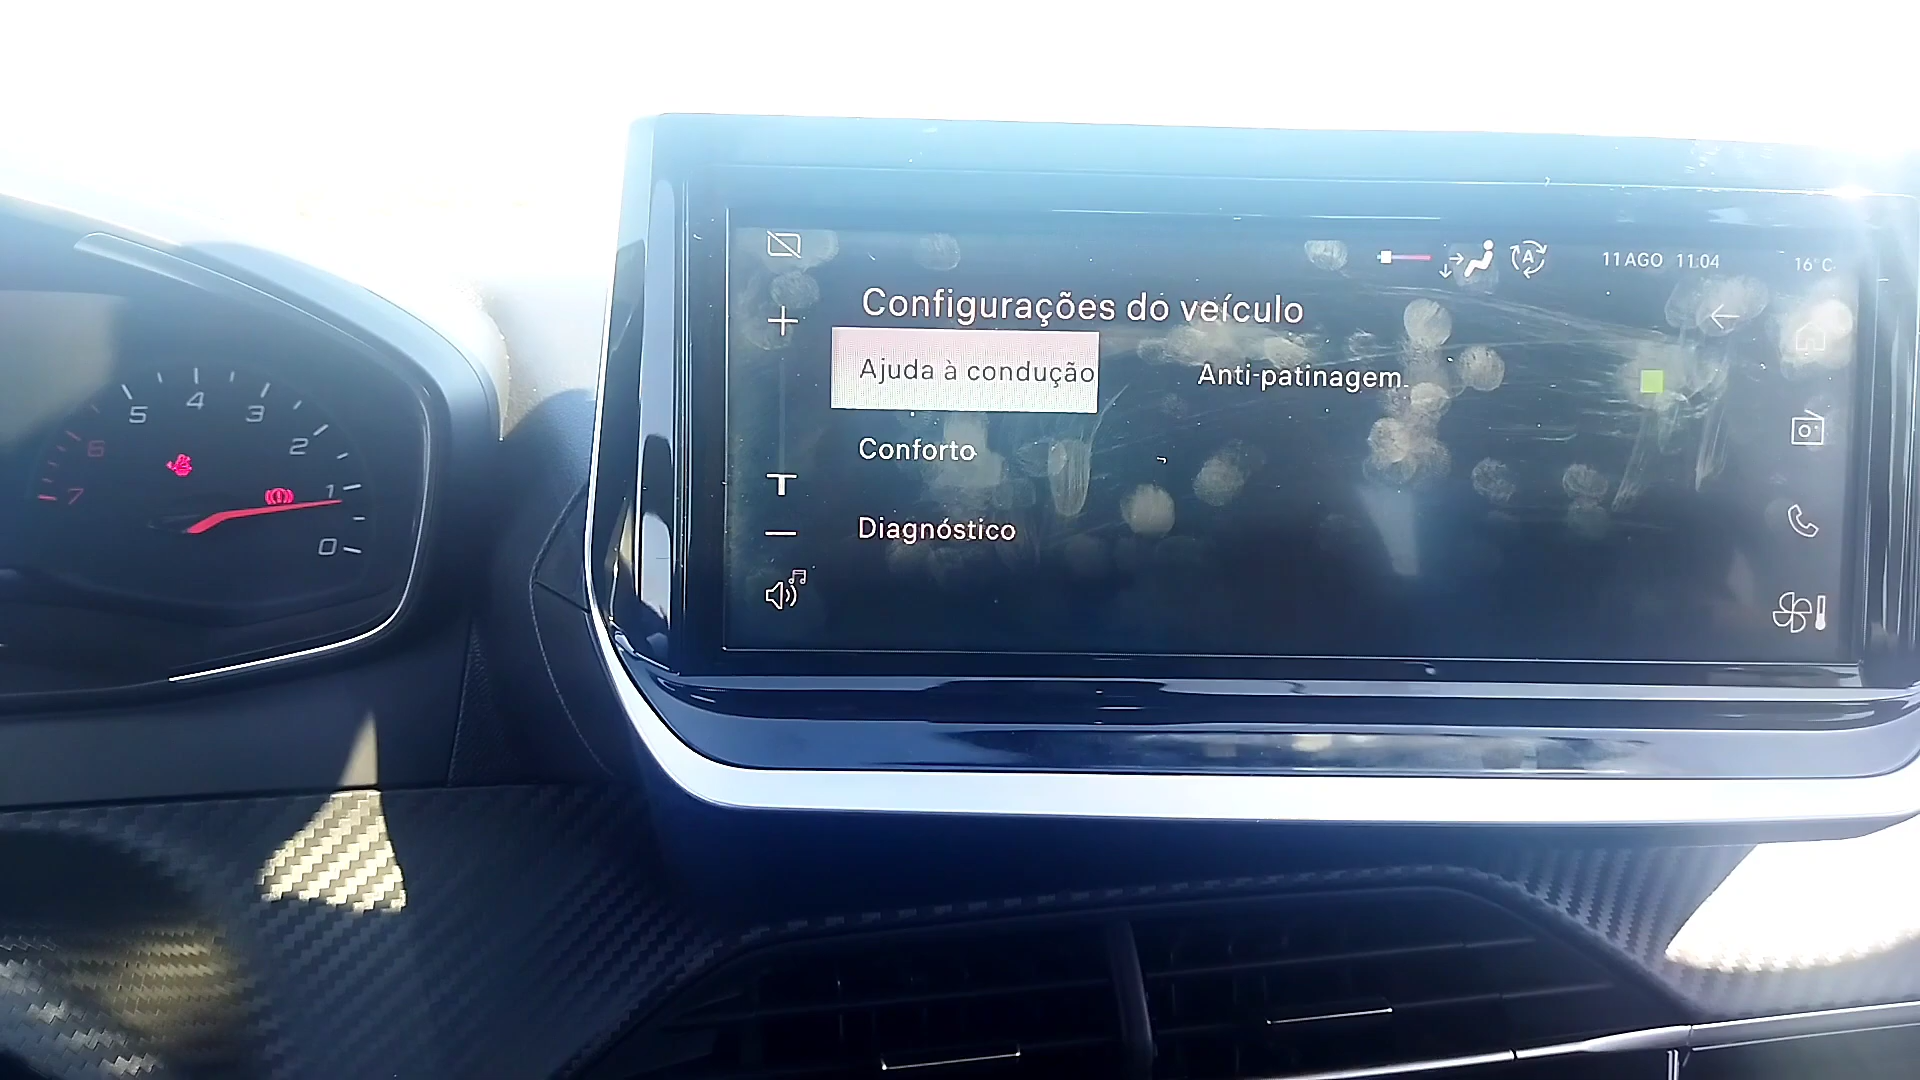 11 AGO 11:04 16°C
Configurações do veículo
Ajuda à condução
Anti-patinagem
Conforto
Diagnóstico
7 6 5 4 3 2 1 0